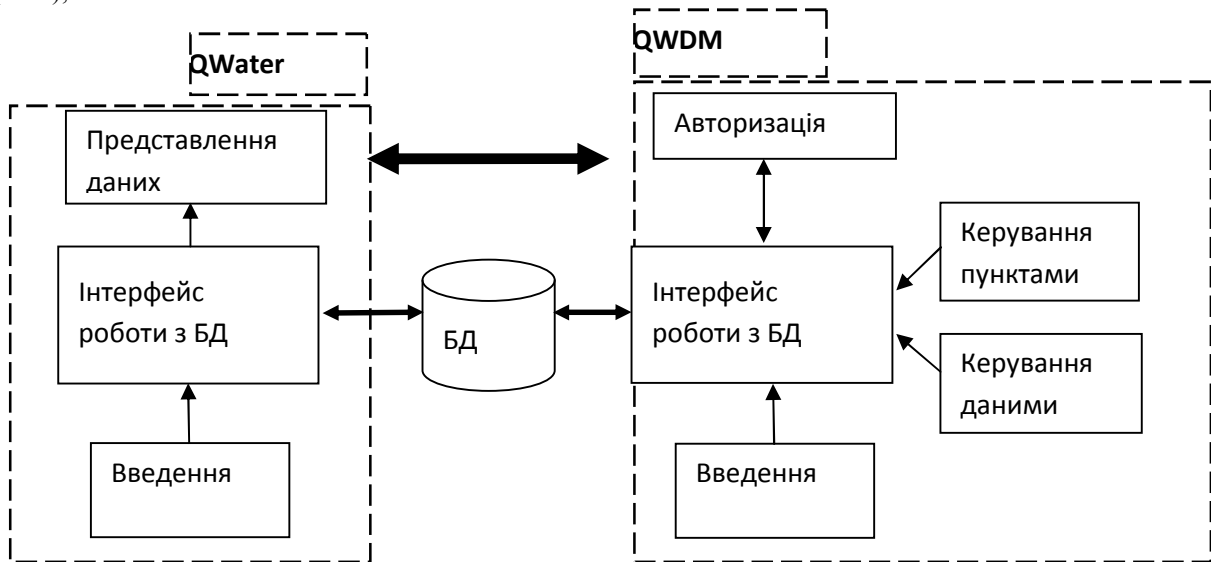 QWater
QWDM
Представлення
даних
Авторизація
Інтерфейс
роботи з БД
БД
Інтерфейс
роботи з БД
Керування
пунктами
Керування
даними
Введення
Введення